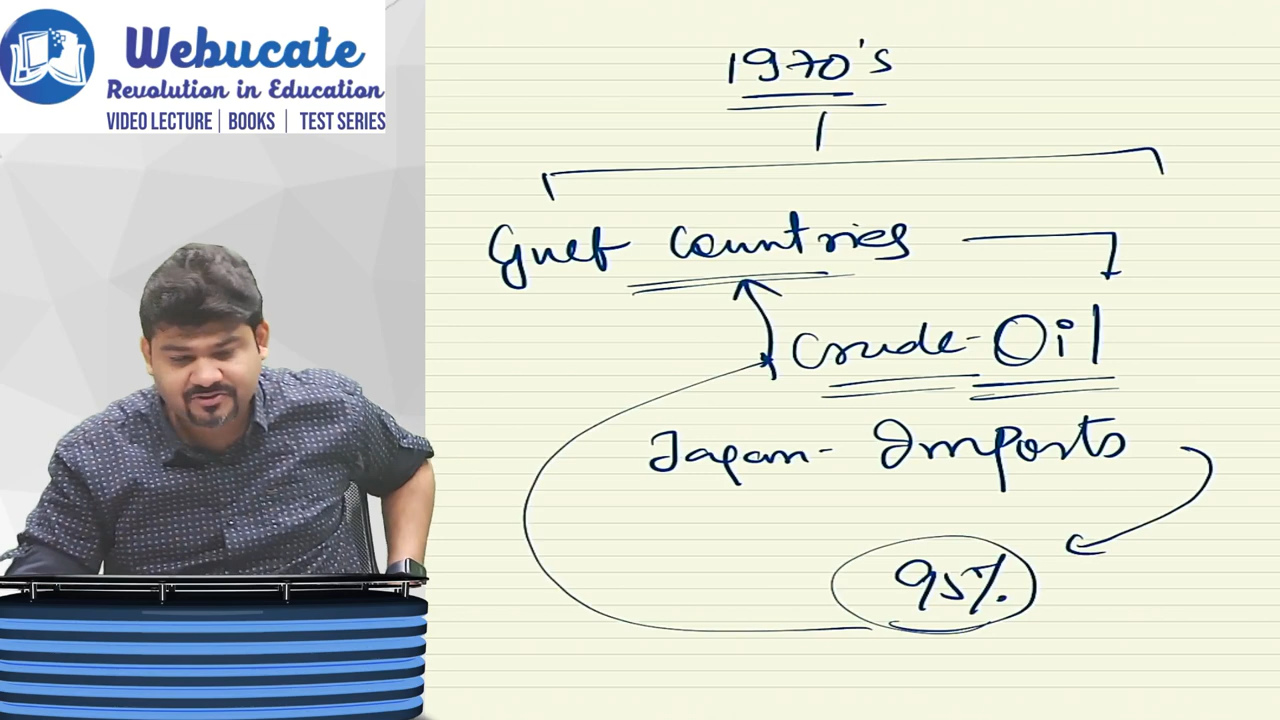 Webucate
Revolution in Education
VIDEO LECTURE | BOOKS | TEST SERIES
1970's
Gulf countries
Crude-Oil
Japan- Imports
95%